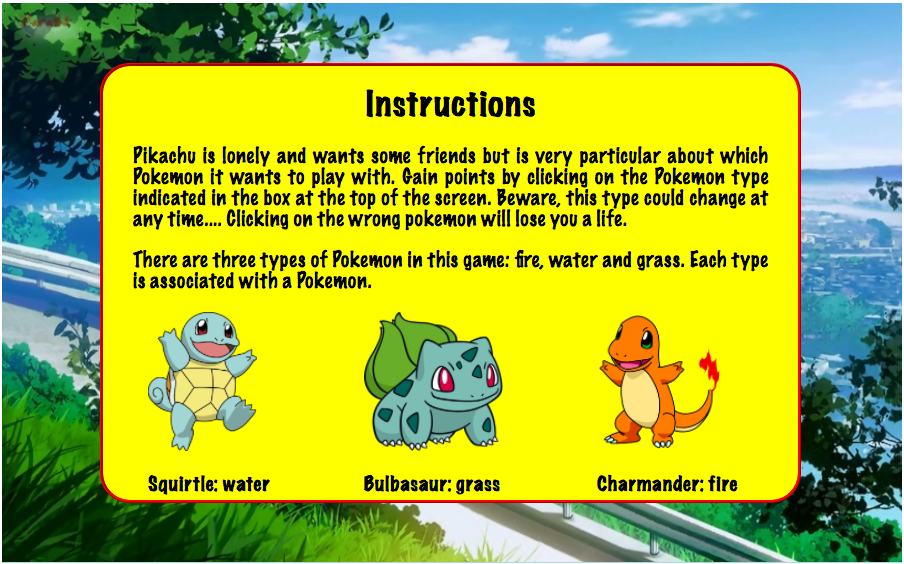 Instructions
Pikachu is lonely and wants some friends but is very particular about which
Pokemon it wants to play with. Gain points by clicking on the Pokemon type
indicated in the box at the top of the screen. Beware, this type could change at
any time.... Clicking on the wrong pokemon will lose you a life.
There are three types of Pokemon in this game: fire, water and grass. Each type
is associated with a Pokemon.
Squirtle: water
Bulbasaur: grass
Charmander: fire